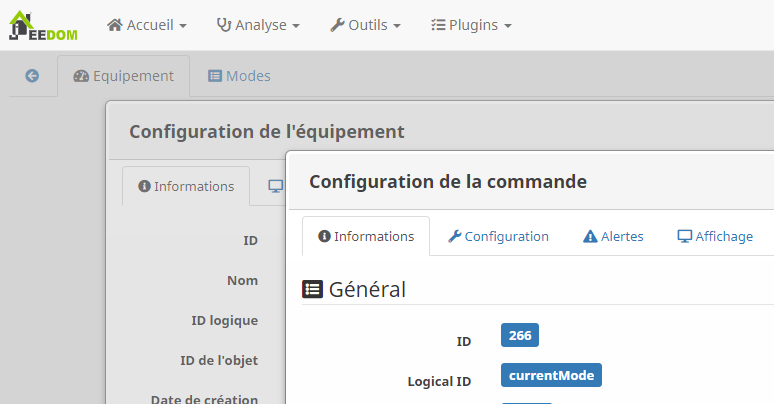 JEEDOM Accueil Analyse Outils Plugins
Equipement Modes
Configuration de l'équipement
Informations
ID
Nom
ID logique
ID de l'objet
Date de création
Configuration de la commande
Informations Configuration Alertes Affichage
Général
ID 266
Logical ID currentMode